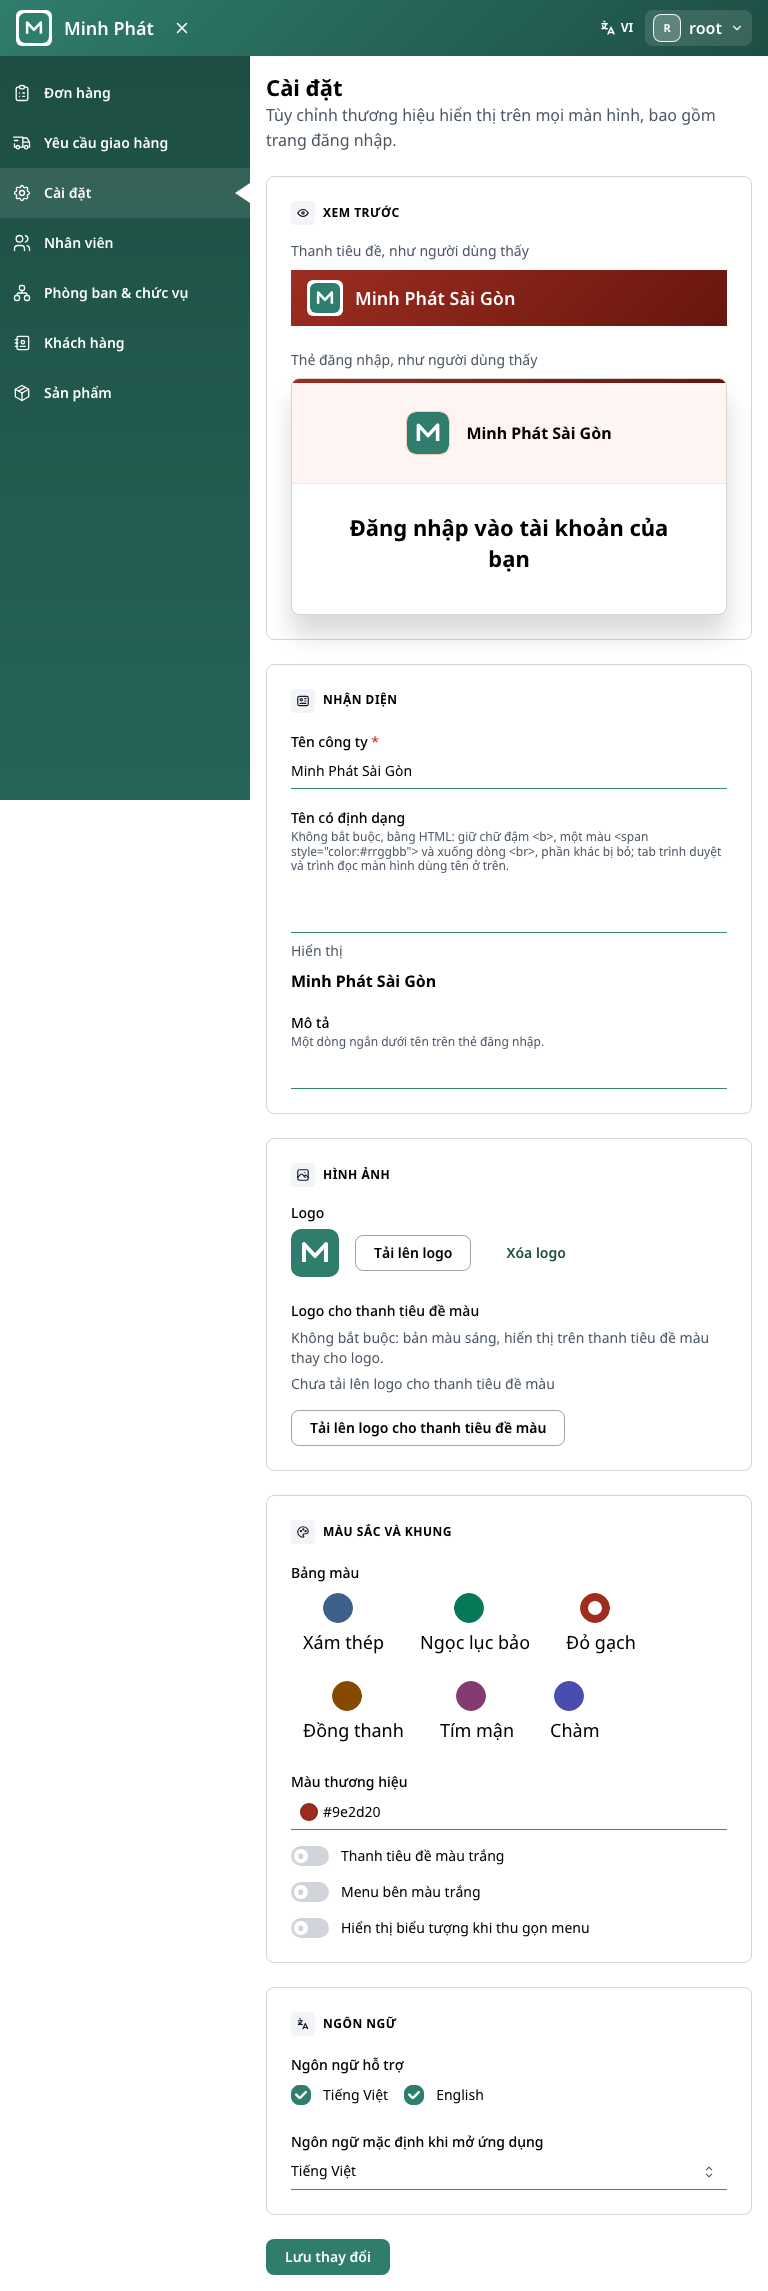 Minh Phát
VI
R
root
Đơn hàng
Yêu cầu giao hàng
Cài đặt
Nhân viên
Phòng ban & chức vụ
Khách hàng
Sản phẩm
Cài đặt
Tùy chỉnh thương hiệu hiển thị trên mọi màn hình, bao gồm
trang đăng nhập.
XEM TRƯỚC
Thanh tiêu đề, như người dùng thấy
Minh Phát Sài Gòn
Thẻ đăng nhập, như người dùng thấy
Minh Phát Sài Gòn
Đăng nhập vào tài khoản của
bạn
NHẬN DIỆN
Tên công ty *
Minh Phát Sài Gòn
Tên có định dạng
Không bắt buộc, bằng HTML: giữ chữ đậm <b>, một màu <span
style="color:#rrggbb"> và xuống dòng <br>, phần khác bị bỏ; tab trình duyệt
và trình đọc màn hình dùng tên ở trên.
Hiển thị
Minh Phát Sài Gòn
Mô tả
Một dòng ngắn dưới tên trên thẻ đăng nhập.
HÌNH ẢNH
Logo
Tải lên logo
Xóa logo
Logo cho thanh tiêu đề màu
Không bắt buộc: bản màu sáng, hiển thị trên thanh tiêu đề màu
thay cho logo.
Chưa tải lên logo cho thanh tiêu đề màu
Tải lên logo cho thanh tiêu đề màu
MÀU SẮC VÀ KHUNG
Bảng màu
Xám thép
Ngọc lục bảo
Đỏ gạch
Đồng thanh
Tím mận
Chàm
Màu thương hiệu
#9e2d20
Thanh tiêu đề màu trắng
Menu bên màu trắng
Hiển thị biểu tượng khi thu gọn menu
NGÔN NGỮ
Ngôn ngữ hỗ trợ
Tiếng Việt
English
Ngôn ngữ mặc định khi mở ứng dụng
Tiếng Việt
Lưu thay đổi